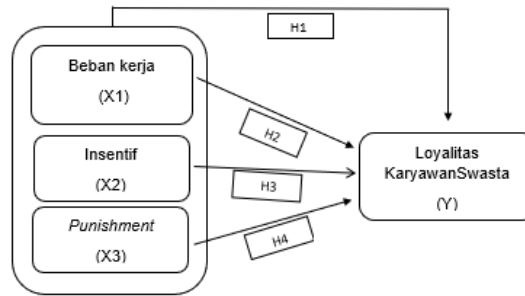 H1
Beban kerja
(X1)
H2
Insentif
(X2)
H3
Punishment
(X3)
H4
Loyalitas
KaryawanSwasta
(Y)